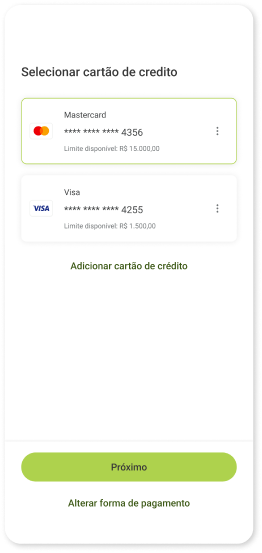 Selecionar cartão de credito
Mastercard
**** **** **** 4356
Limite disponível: R$ 15.000,00
VISA
Visa
**** **** **** 4255
Limite disponível: R$ 1.500,00
Adicionar cartão de crédito
Próximo
Alterar forma de pagamento